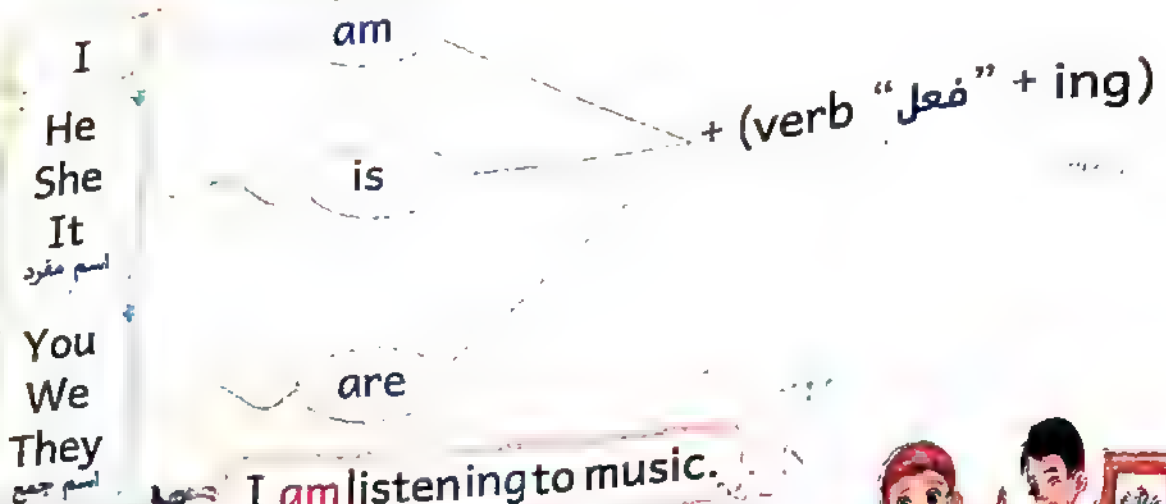 I
am
+ (verb “فعل” + ing)
He
She
is
It
اسم مفرد
You
We
are
They
اسم جمع
I am listening to music.